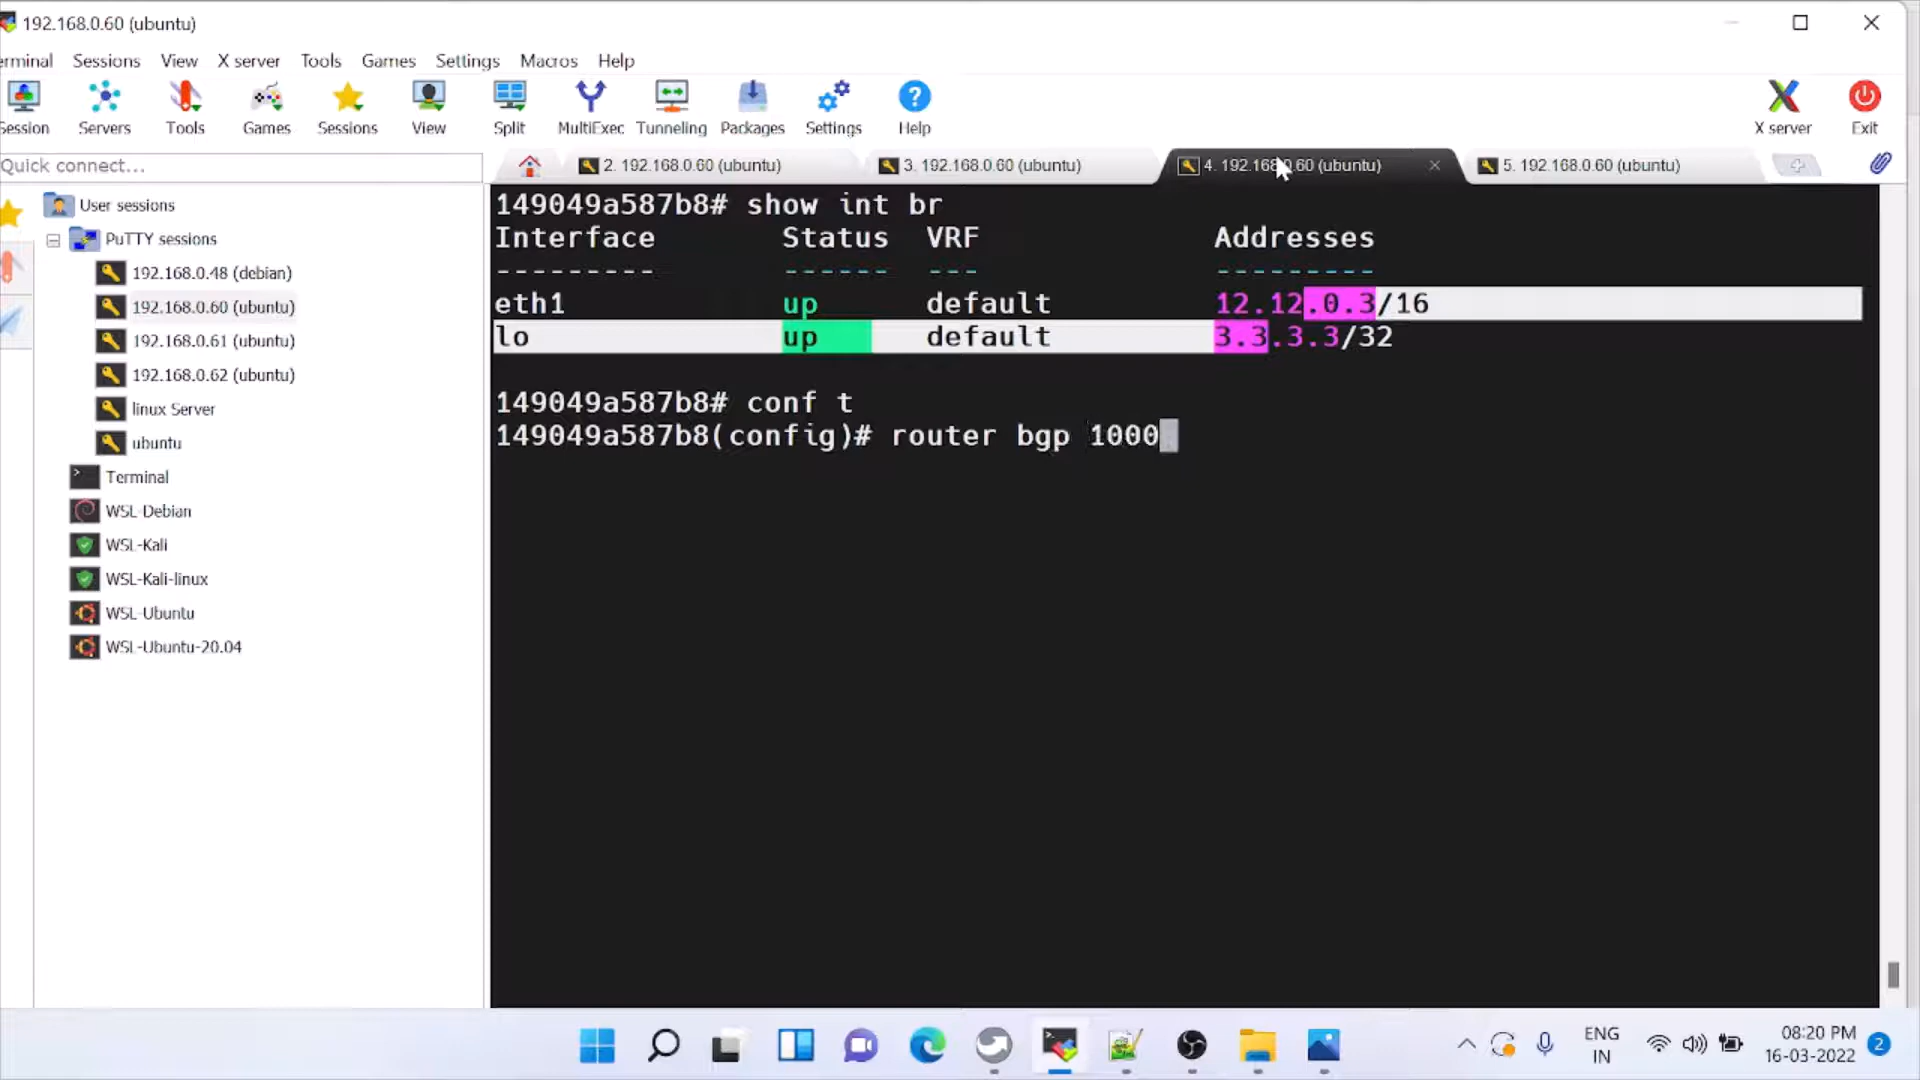 192.168.0.60 (ubuntu)
erminal Sessions View X server Tools Games Settings Macros Help
Session Servers Tools Games Sessions View Split MultiExec Tunneling Packages Settings Help X server Exit
Quick connect...
2. 192.168.0.60 (ubuntu) 3. 192.168.0.60 (ubuntu) 4. 192.168.0.60 (ubuntu) 5. 192.168.0.60 (ubuntu)
User sessions
PuTTY sessions
192.168.0.48 (debian)
192.168.0.60 (ubuntu)
192.168.0.61 (ubuntu)
192.168.0.62 (ubuntu)
linux Server
ubuntu
Terminal
WSL-Debian
WSL-Kali
WSL-Kali-linux
WSL-Ubuntu
WSL-Ubuntu-20.04
149049a587b8# show int br
Interface Status VRF Addresses
--------- ------ --- ---------
eth1 up default 12.12.0.3/16
lo up default 3.3.3.3/32
149049a587b8# conf t
149049a587b8(config)# router bgp 1000
ENG
IN
08:20 PM
16-03-2022
2